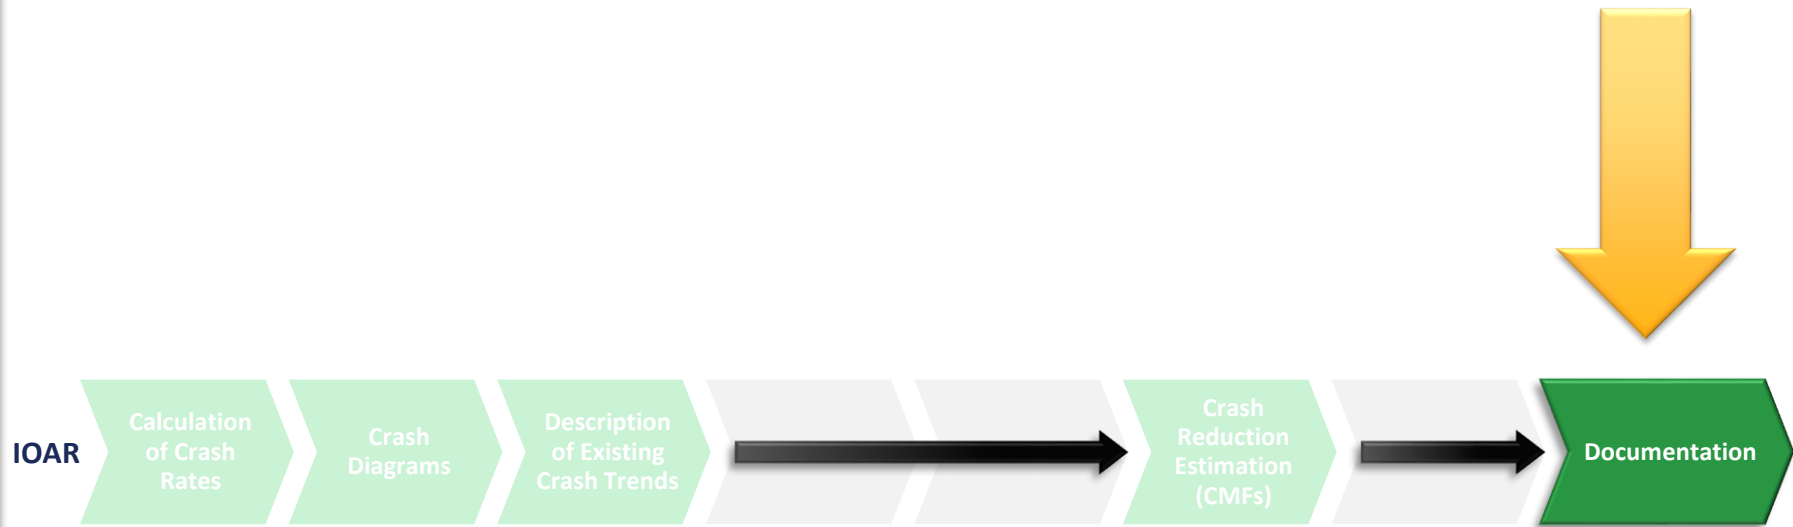 IOAR
Calculation
of Crash
Rates
Crash
Diagrams
Description
of Existing
Crash Trends
Crash
Reduction
Estimation
(CMFs)
Documentation